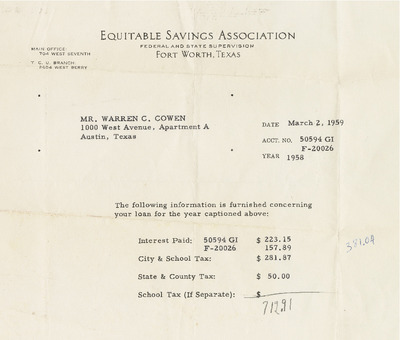 EQUITABLE SAVINGS ASSOCIATION
FEDERAL AND STATE SUPERVISION
FORT WORTH, TEXAS
MAIN OFFICE:
704 WEST SEVENTH
T. C. U. BRANCH:
2604 WEST BERRY
MR. WARREN C. COWEN
1000 West Avenue, Apartment A
Austin, Texas
DATE March 2, 1959
ACCT. NO. 50594 GI
F-20026
YEAR 1958
The following information is furnished concerning
your loan for the year captioned above:
Interest Paid: 50594 GI $ 223.15
F-20026 157.89
City & School Tax: $ 281.87
State & County Tax: $ 50.00
School Tax (If Separate): $
712.91
381.04